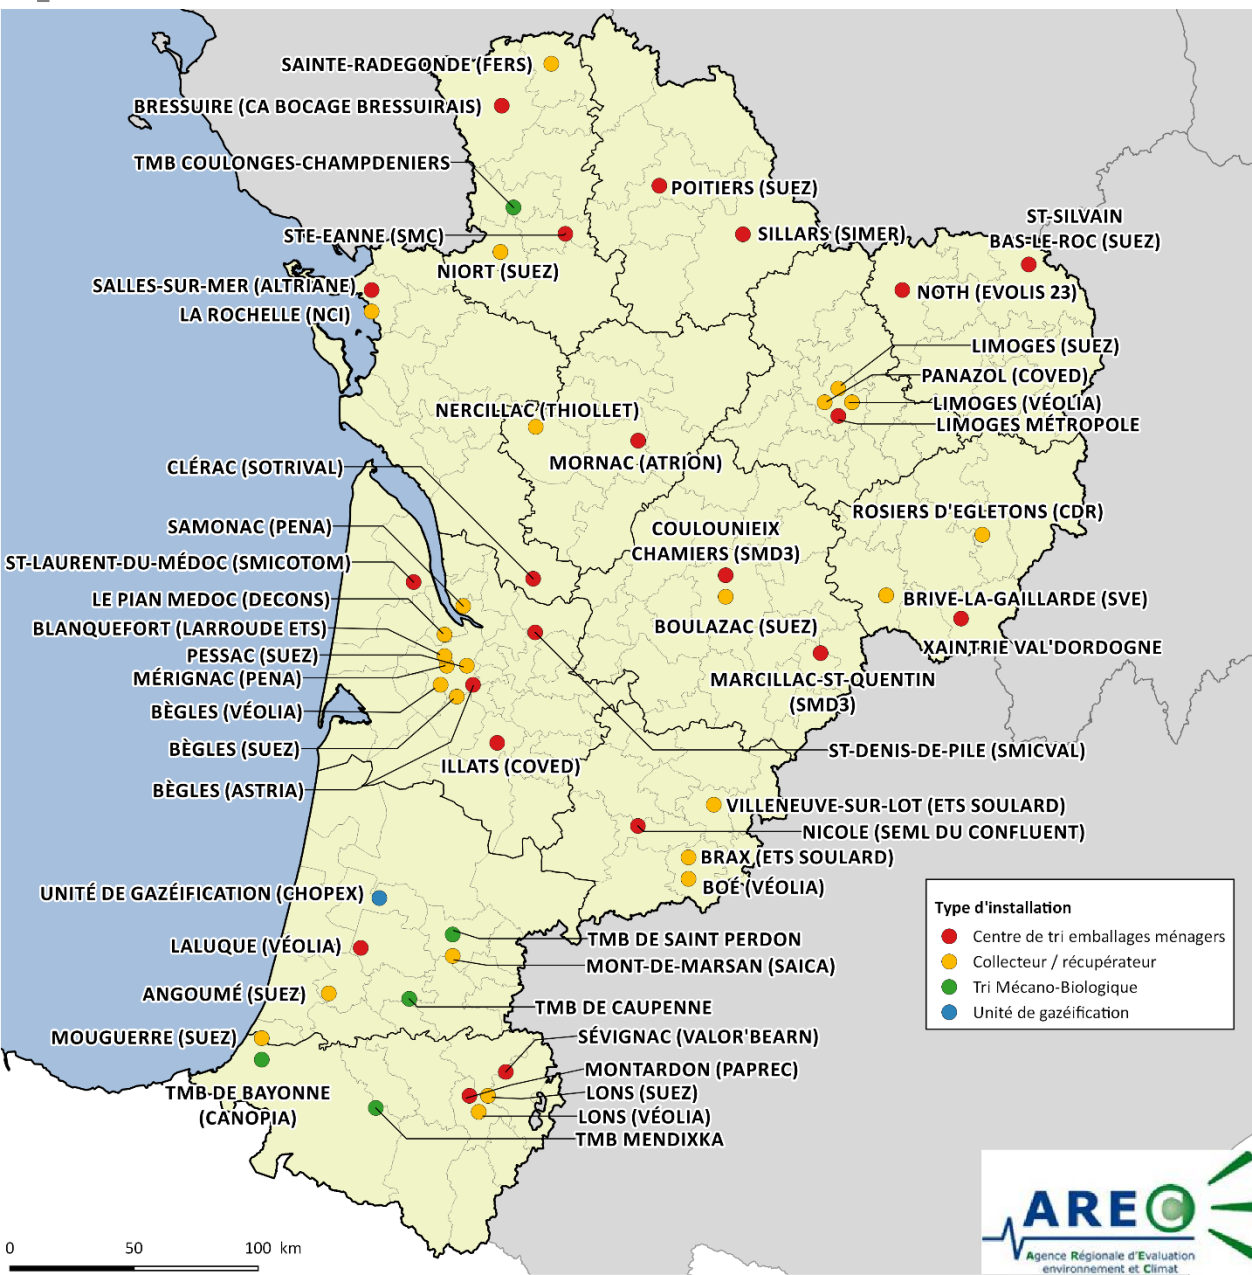 SAINTE-RADEGONDE (FERS)
BRESSUIRE (CA BOCAGE BRESSUIRAIS)
TMB COULONGES-CHAMPDENIERS
POITIERS (SUEZ)
ST-SILVAIN
BAS-LE-ROC (SUEZ)
STE-EANNE (SMC)
SILLARS (SIMER)
NIORT (SUEZ)
SALLES-SUR-MER (ALTRIANE)
NOTH (EVOLIS 23)
LA ROCHELLE (NCI)
LIMOGES (SUEZ)
PANAZOL (COVED)
LIMOGES (VÉOLIA)
NERCILLAC (THIOLLET)
LIMOGES MÉTROPOLE
MORNAC (ATRION)
CLÉRAC (SOTRIVAL)
ROSIERS D'EGLETONS (CDR)
SAMONAC (PENA)
COULOUNIEIX
CHAMIERS (SMD3)
ST-LAURENT-DU-MÉDOC (SMICOTOM)
LE PIAN MEDOC (DECONS)
BRIVE-LA-GAILLARDE (SVE)
BLANQUEFORT (LARROUDE ETS)
BOULAZAC (SUEZ)
XAINTRIE VAL'DORDOGNE
PESSAC (SUEZ)
MÉRIGNAC (PENA)
MARCILLAC-ST-QUENTIN
(SMD3)
BÈGLES (VÉOLIA)
BÈGLES (SUEZ)
ST-DENIS-DE-PILE (SMICVAL)
ILLATS (COVED)
BÈGLES (ASTRIA)
VILLENEUVE-SUR-LOT (ETS SOULARD)
NICOLE (SEML DU CONFLUENT)
BRAX (ETS SOULARD)
BOÉ (VÉOLIA)
UNITÉ DE GAZÉIFICATION (CHOPEX)
Type d'installation
Centre de tri emballages ménagers
Collecteur / récupérateur
Tri Mécano-Biologique
Unité de gazéification
LALUQUE (VÉOLIA)
TMB DE SAINT PERDON
MONT-DE-MARSAN (SAICA)
ANGOUMÉ (SUEZ)
TMB DE CAUPENNE
MOUGUERRE (SUEZ)
SÉVIGNAC (VALOR'BEARN)
MONTARDON (PAPREC)
TMB DE BAYONNE
(CANOPIA)
LONS (SUEZ)
LONS (VÉOLIA)
TMB MENDIXKA
0 50 100 km
AREC
Agence Régionale d'Evaluation
environnement et Climat